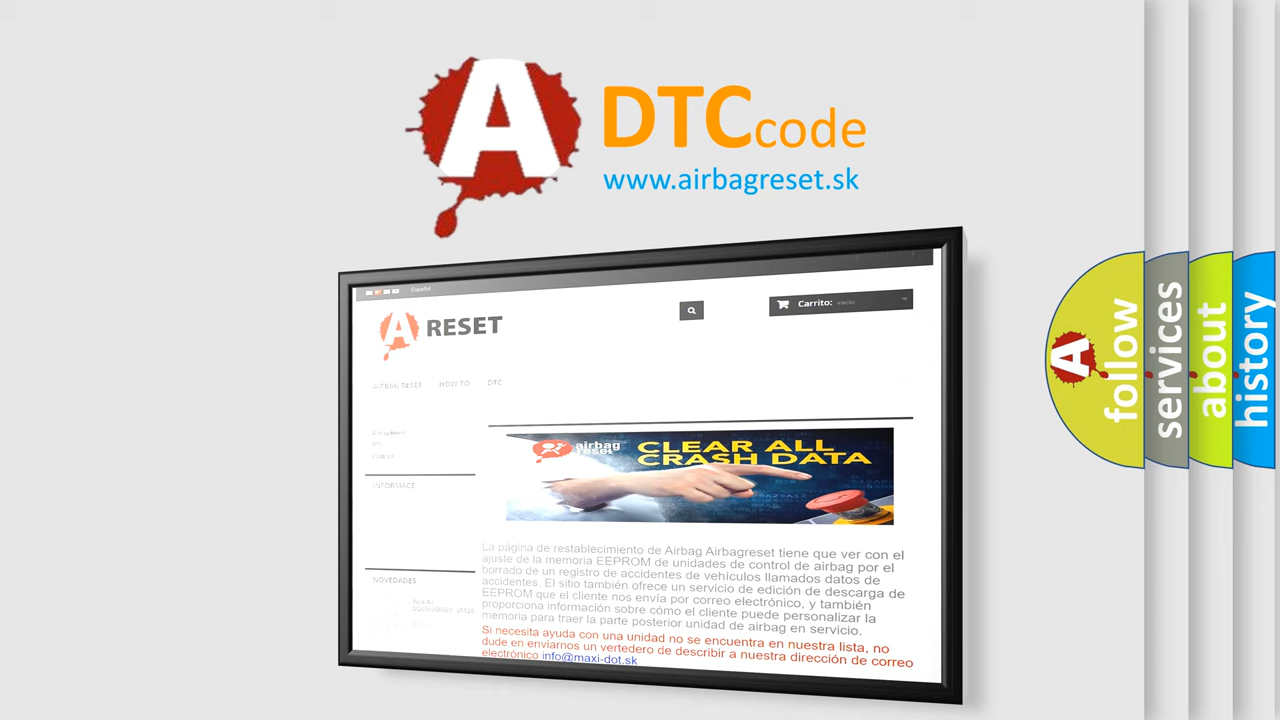 A
DTC code
www.airbagreset.sk
Español
Carrito: vacío
A RESET
AIRBAG RESET HOW TO DTC
airbag
reset
CLEAR ALL
CRASH DATA
INFORMACE
NOVEDADES
La página de restablecimiento de Airbag Airbagreset tiene que ver con el
ajuste de la memoria EEPROM de unidades de control de airbag por el
borrado de un registro de accidentes de vehículos llamados datos de
accidentes. El sitio también ofrece un servicio de edición de descarga de
EEPROM que el cliente nos envía por correo electrónico, y también
proporciona información sobre cómo el cliente puede personalizar la
memoria para traer la parte posterior unidad de airbag en servicio.
Si necesita ayuda con una unidad no se encuentra en nuestra lista, no
dude en enviarnos un vertedero de describir a nuestra dirección de correo
electrónico info@maxi-dot.sk
A
follow
services
about
history